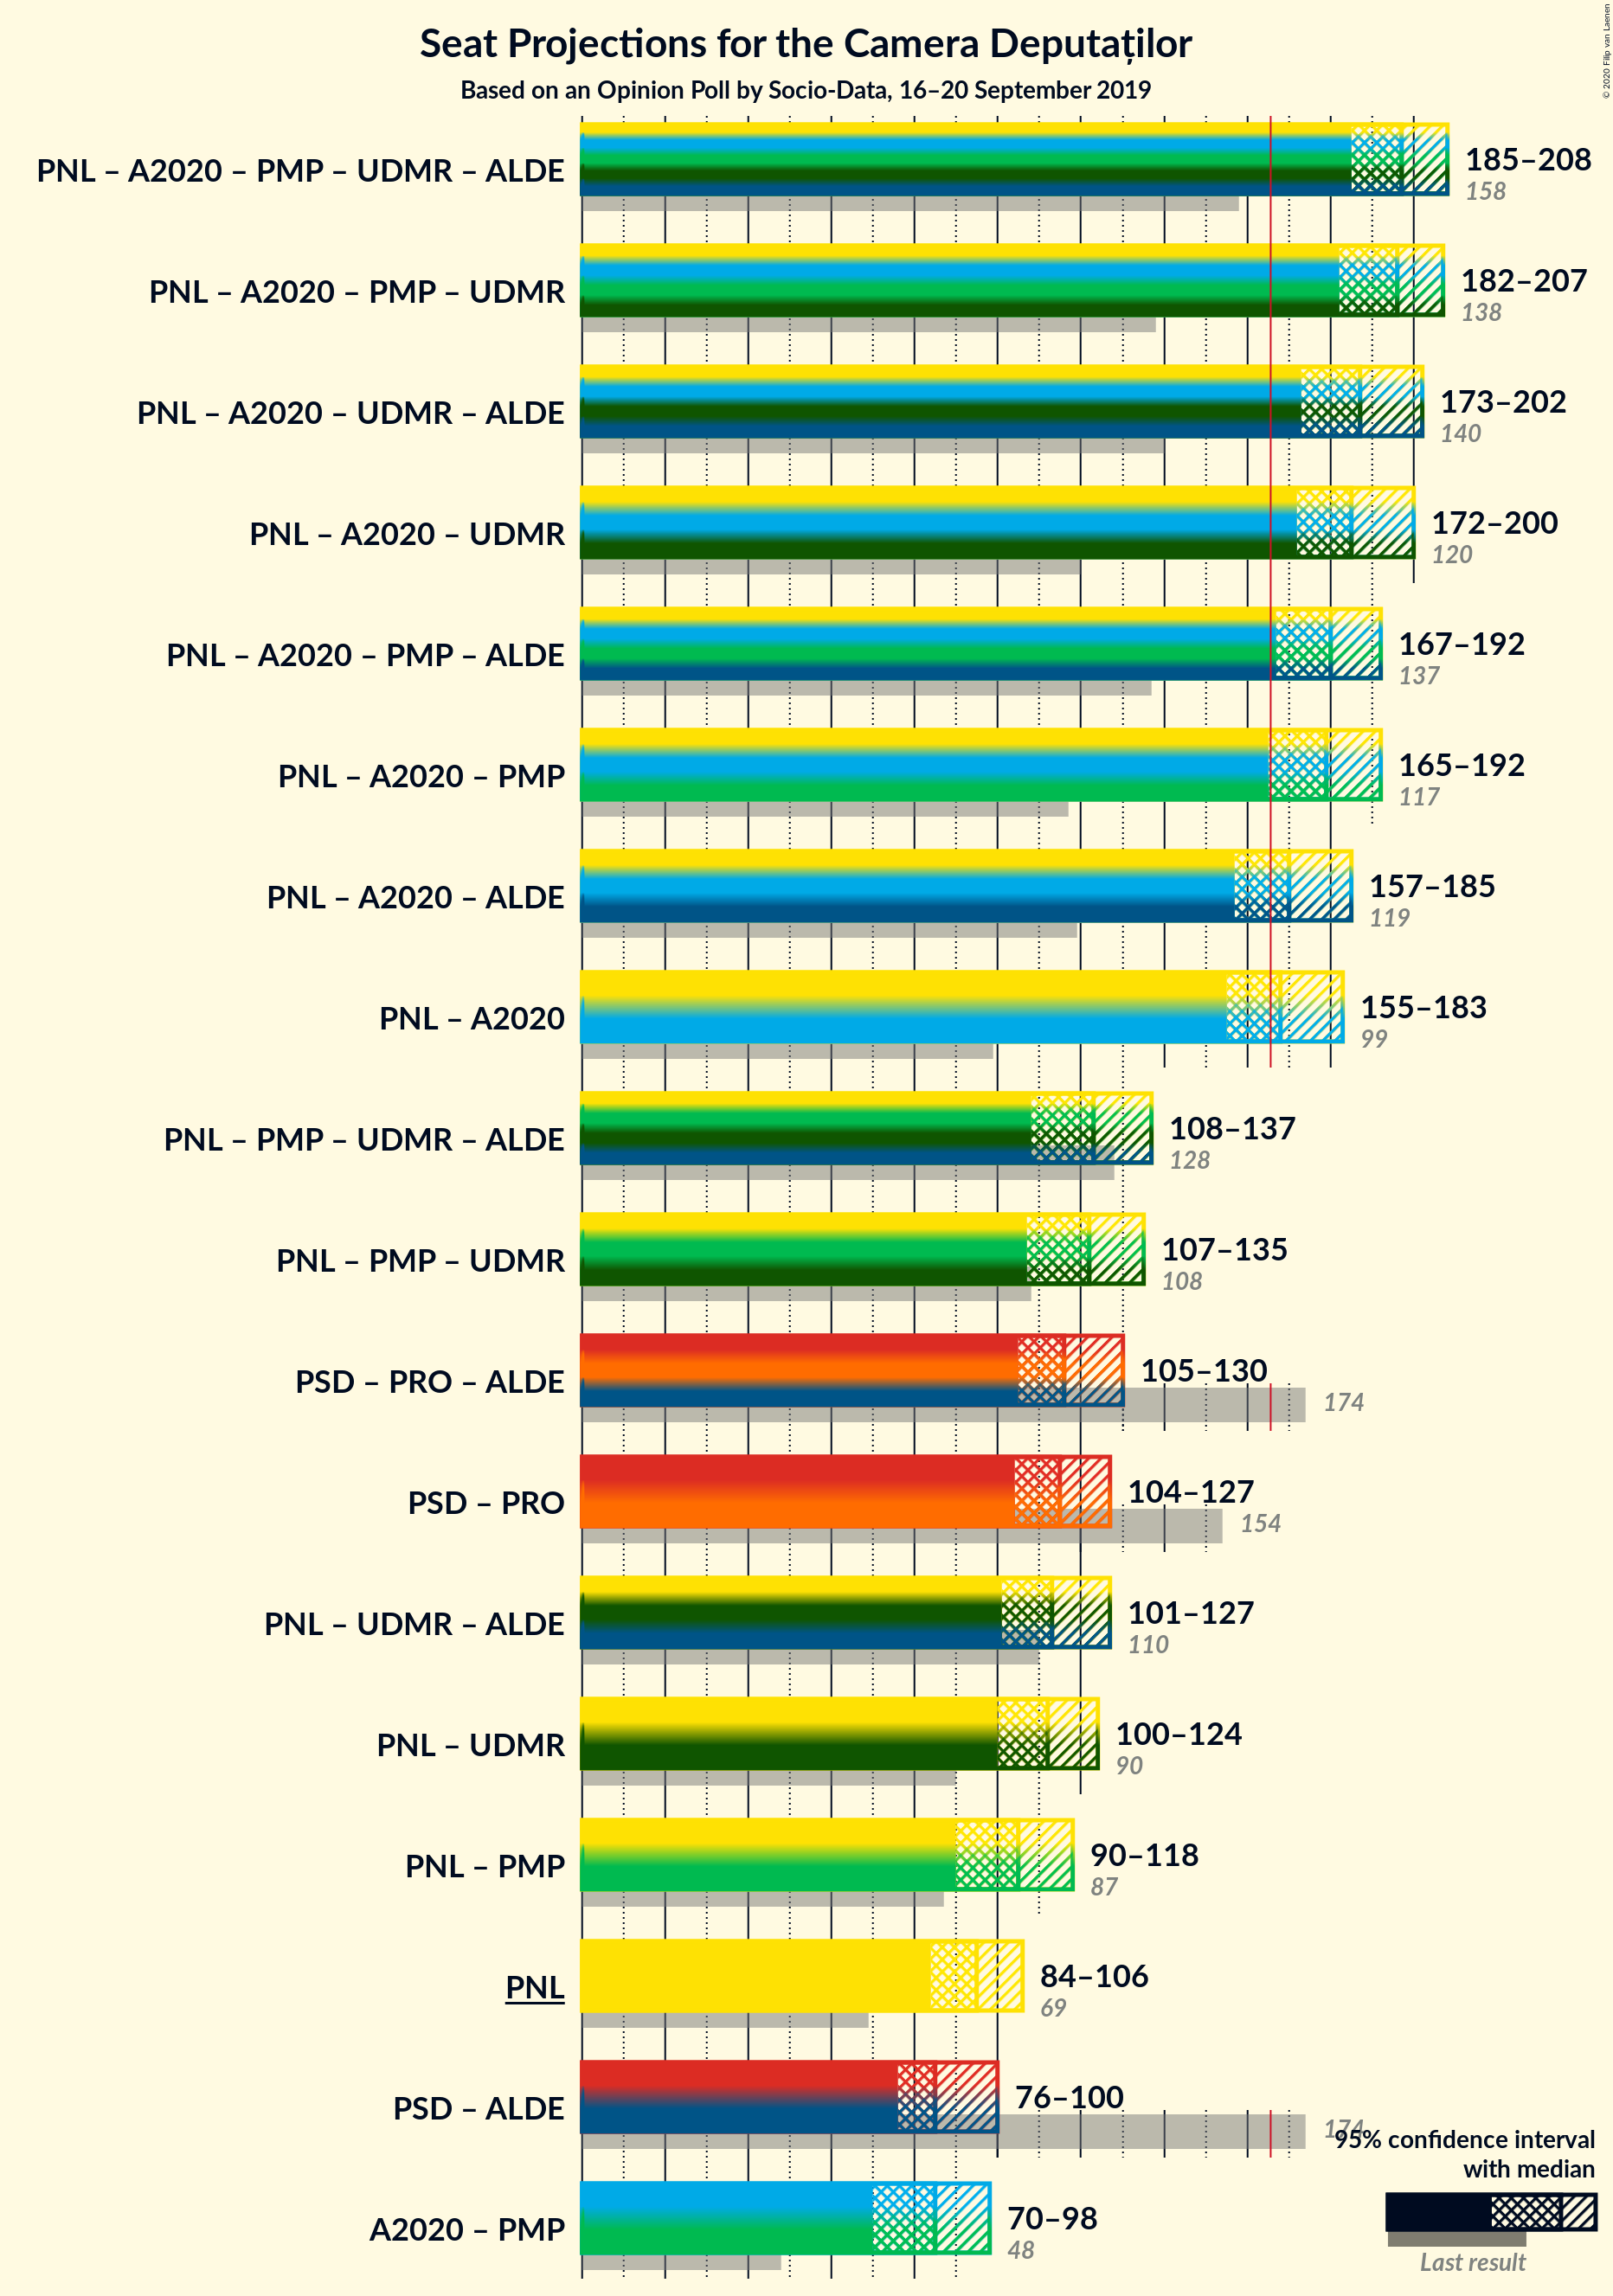 Seat Projections for the Camera Deputaților
Based on an Opinion Poll by Socio-Data, 16–20 September 2019
© 2020 Filip van Laenen
PNL – A2020 – PMP – UDMR – ALDE
185–208
158
PNL – A2020 – PMP – UDMR
182–207
138
PNL – A2020 – UDMR – ALDE
173–202
140
PNL – A2020 – UDMR
172–200
120
PNL – A2020 – PMP – ALDE
167–192
137
PNL – A2020 – PMP
165–192
117
PNL – A2020 – ALDE
157–185
119
PNL – A2020
155–183
99
PNL – PMP – UDMR – ALDE
108–137
128
PNL – PMP – UDMR
107–135
108
PSD – PRO – ALDE
105–130
174
PSD – PRO
104–127
154
PNL – UDMR – ALDE
101–127
110
PNL – UDMR
100–124
90
PNL – PMP
90–118
87
PNL
84–106
69
PSD – ALDE
76–100
174
A2020 – PMP
70–98
48
95% confidence interval
with median
Last result